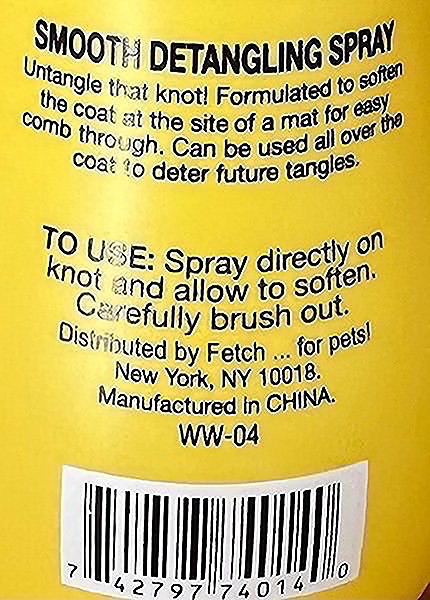 SMOOTH DETANGLING SPRAY
Untangle that knot! Formulated to soften
the coat at the site of a mat for easy
comb through. Can be used all over the
coat to deter future tangles.
TO USE: Spray directly on
knot and allow to soften.
Carefully brush out.
Distributed by Fetch ... for pets!
New York, NY 10018.
Manufactured in CHINA.
WW-04
7 42797 74014 0